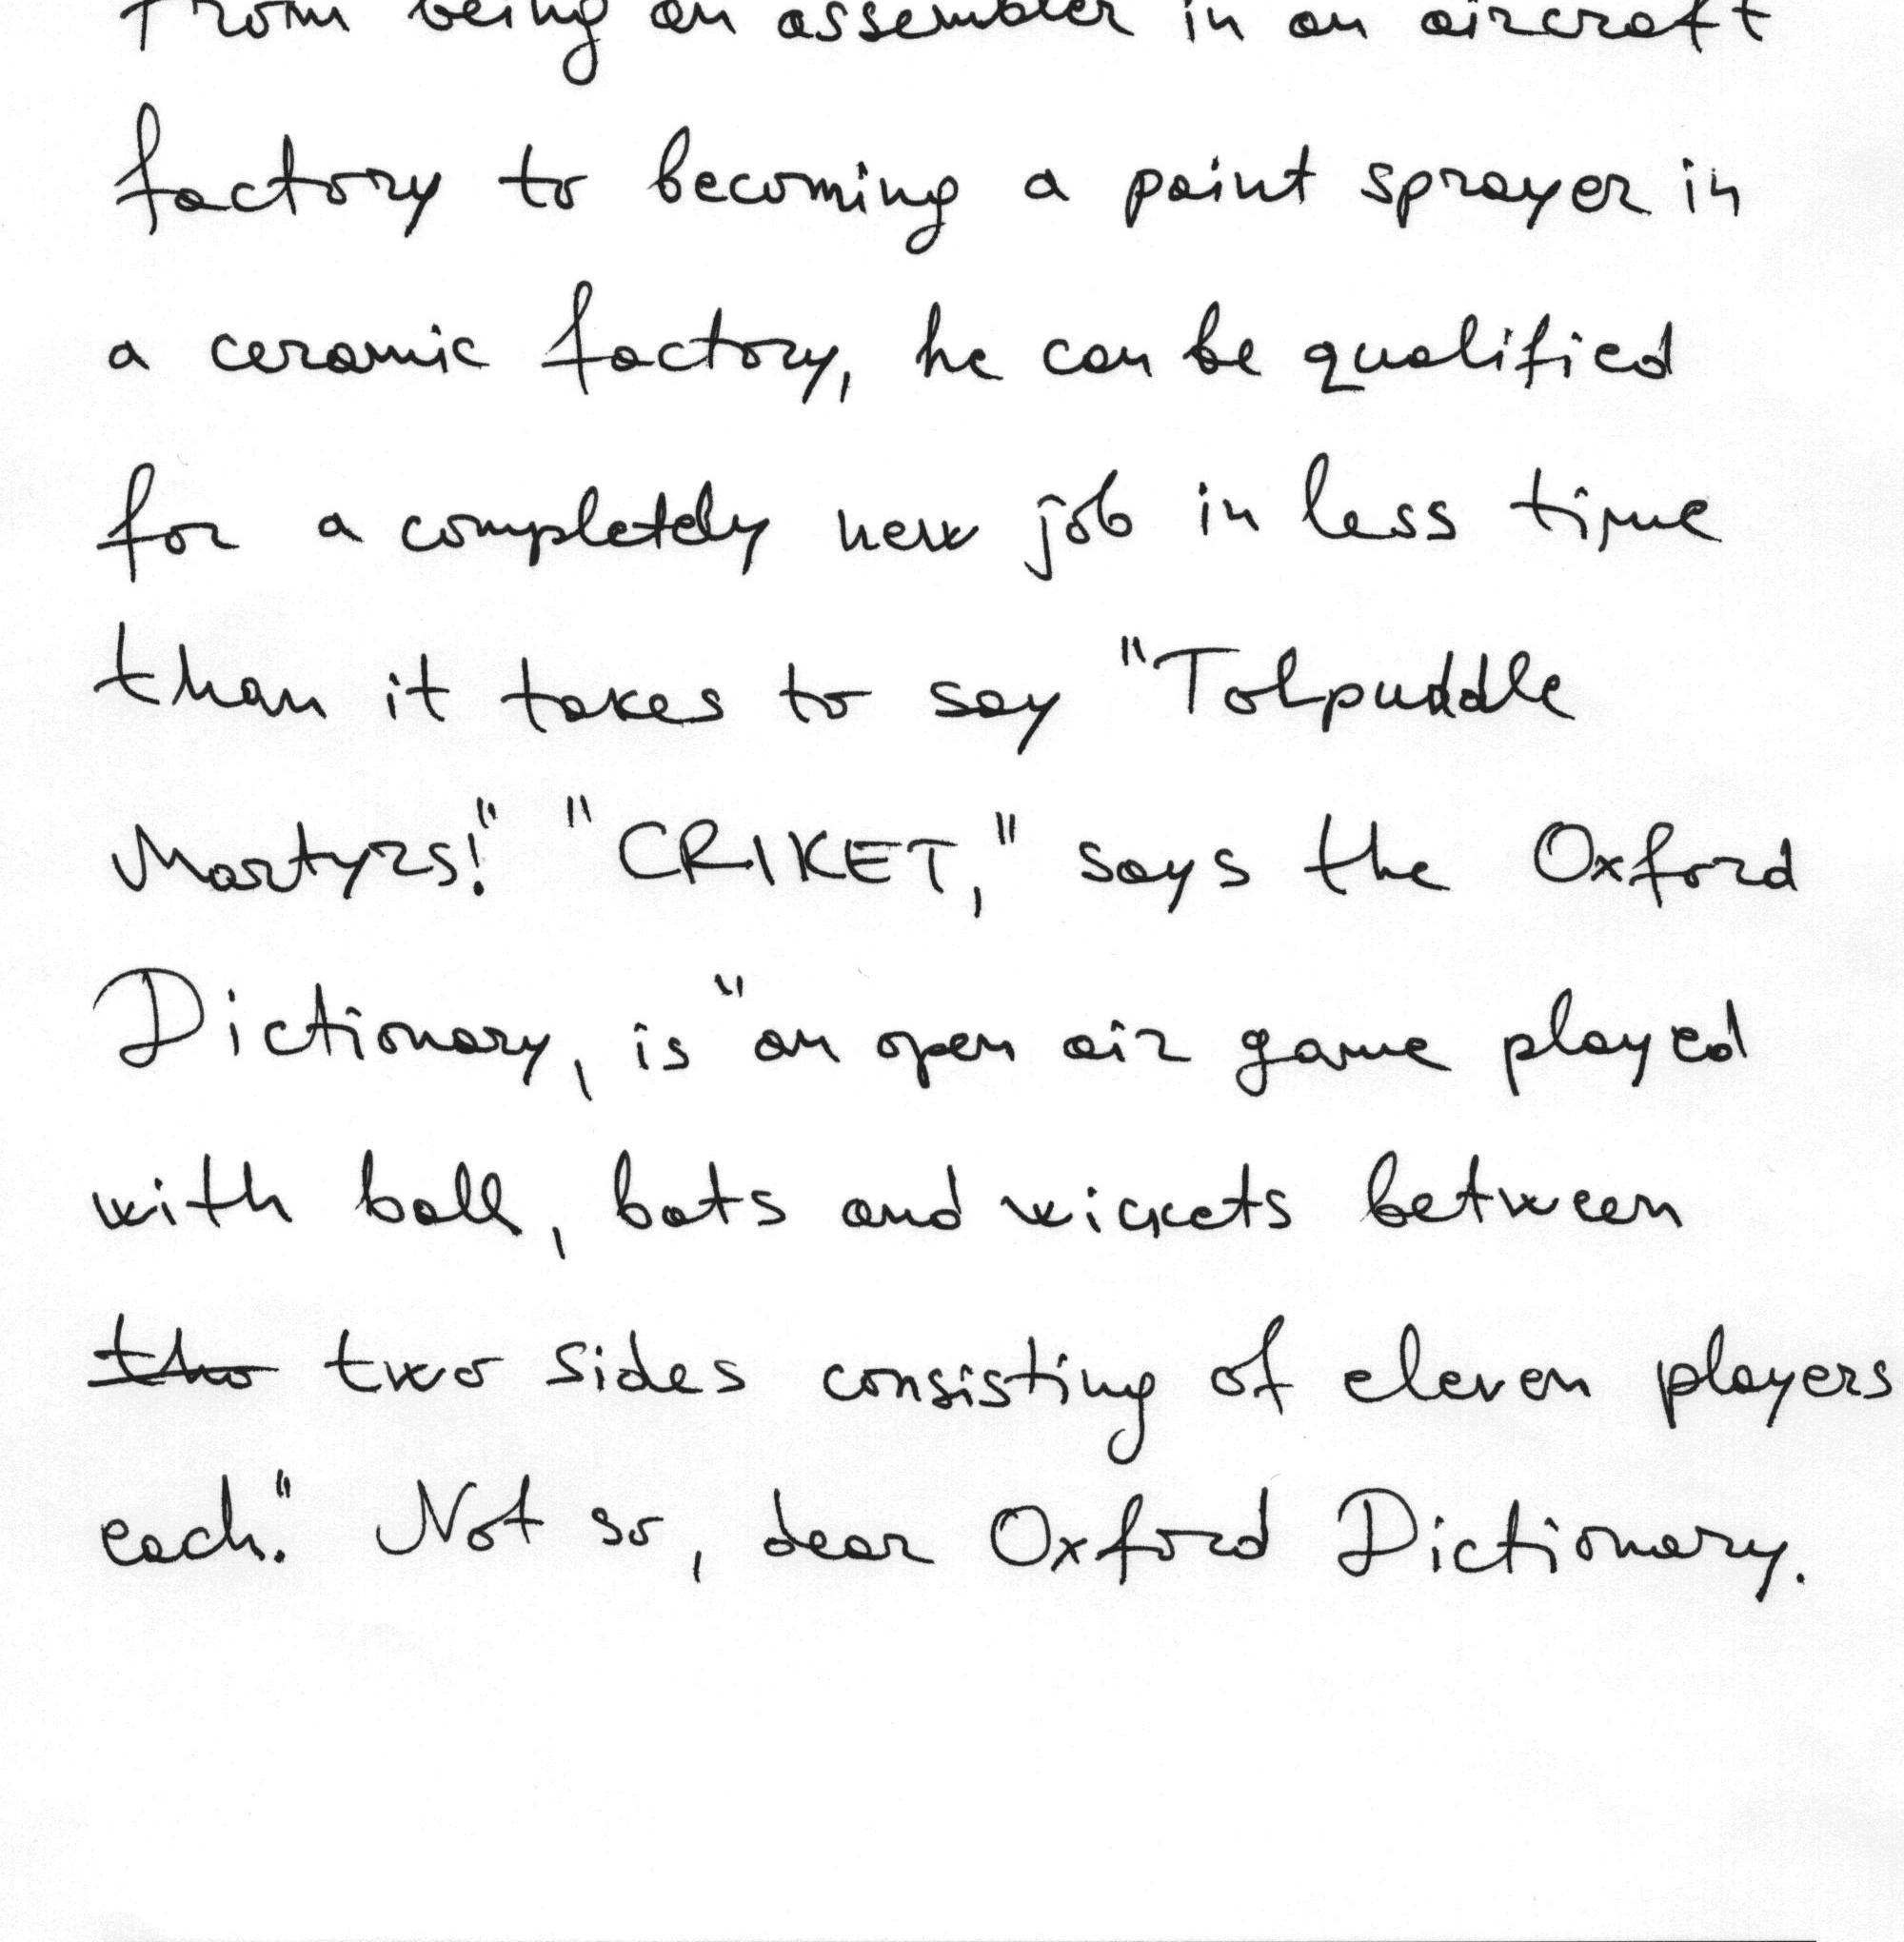 from being an assembler in an aircraft
factory to becoming a paint sprayer in
a ceramic factory, he can be qualified
for a completely new job in less time
than it takes to say "Tolpuddle
Martyrs!" "CRIKET," says the Oxford
Dictionary, is "an open air game played
with ball, bats and wickets between
tho two sides consisting of eleven players
each." Not so, dear Oxford Dictionary.